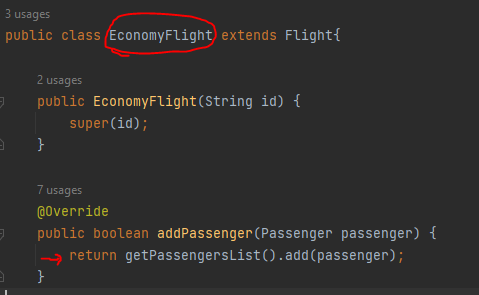 3 usages
public class EconomyFlight extends Flight{
2 usages
public EconomyFlight(String id) {
super(id);
}
7 usages
@Override
public boolean addPassenger(Passenger passenger) {
return getPassengersList().add(passenger);
}